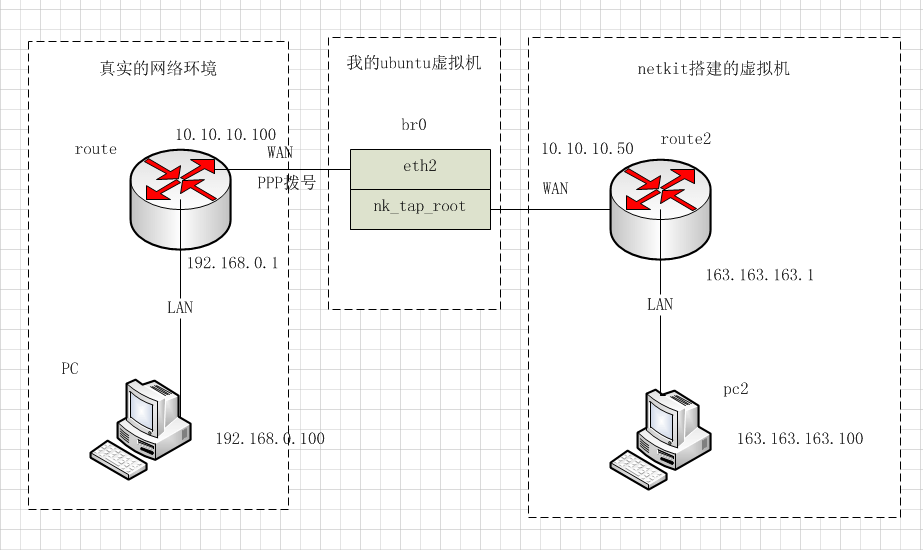 真实的网络环境
我的ubuntu虚拟机
netkit搭建的虚拟机
br0
10.10.10.100
route
WAN
PPP拨号
eth2
nk_tap_root
10.10.10.50
route2
WAN
192.168.0.1
163.163.163.1
LAN
LAN
PC
pc2
192.168.0.100
163.163.163.100